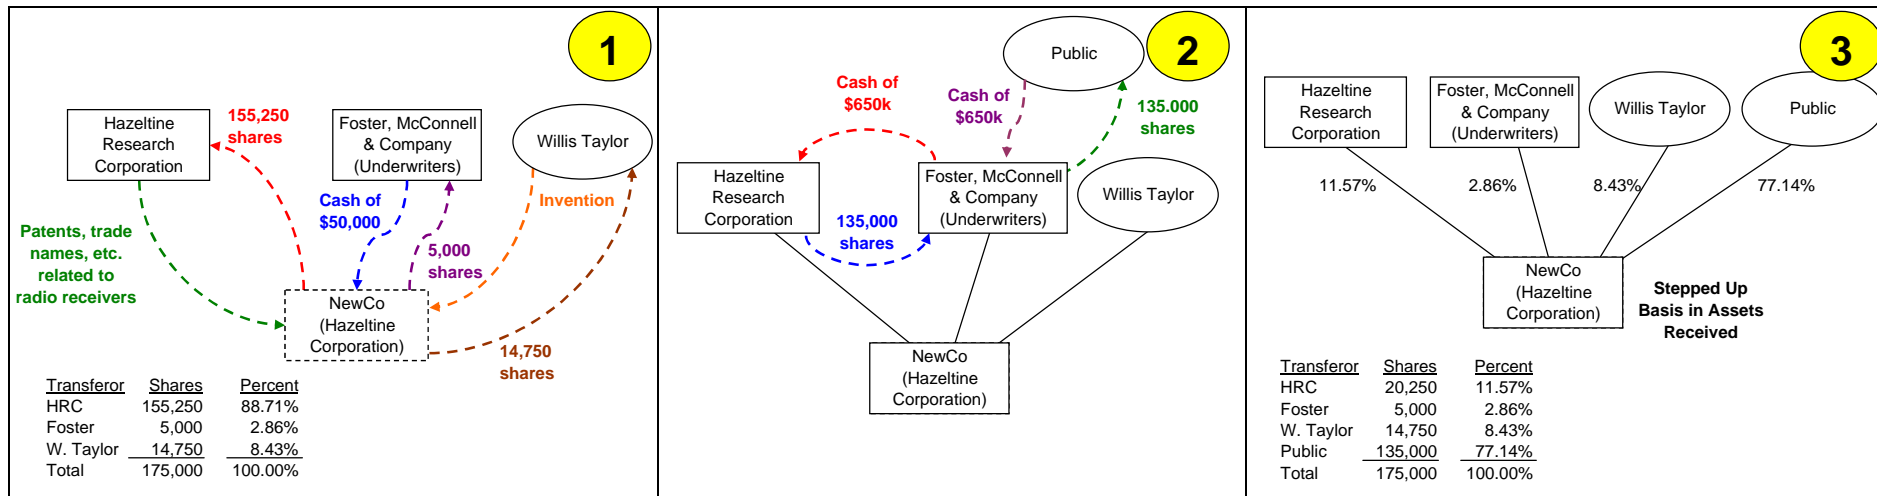 1
Hazeltine
Research
Corporation
155,250
shares
Foster, McConnell
& Company
(Underwriters)
Willis Taylor
Patents, trade
names, etc.
related to
radio receivers
Cash of
$50,000
5,000
shares
Invention
NewCo
(Hazeltine
Corporation)
14,750
shares
Transferor Shares Percent
HRC 155,250 88.71%
Foster 5,000 2.86%
W. Taylor 14,750 8.43%
Total 175,000 100.00%
2
Public
Cash of
$650k
Cash of
$650k
135.000
shares
Hazeltine
Research
Corporation
135,000
shares
Foster, McConnell
& Company
(Underwriters)
Willis Taylor
NewCo
(Hazeltine
Corporation)
3
Hazeltine
Research
Corporation
Foster, McConnell
& Company
(Underwriters)
Willis Taylor
Public
11.57% 2.86% 8.43% 77.14%
NewCo
(Hazeltine
Corporation)
Stepped Up
Basis in Assets
Received
Transferor Shares Percent
HRC 20,250 11.57%
Foster 5,000 2.86%
W. Taylor 14,750 8.43%
Public 135,000 77.14%
Total 175,000 100.00%